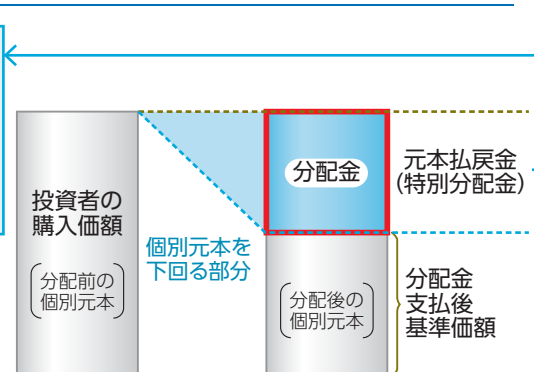 投資者の
購入価額
(分配前の
個別元本)
個別元本を
下回る部分
分配金
(分配後の
個別元本)
元本払戻金
(特別分配金)
分配金
支払後
基準価額